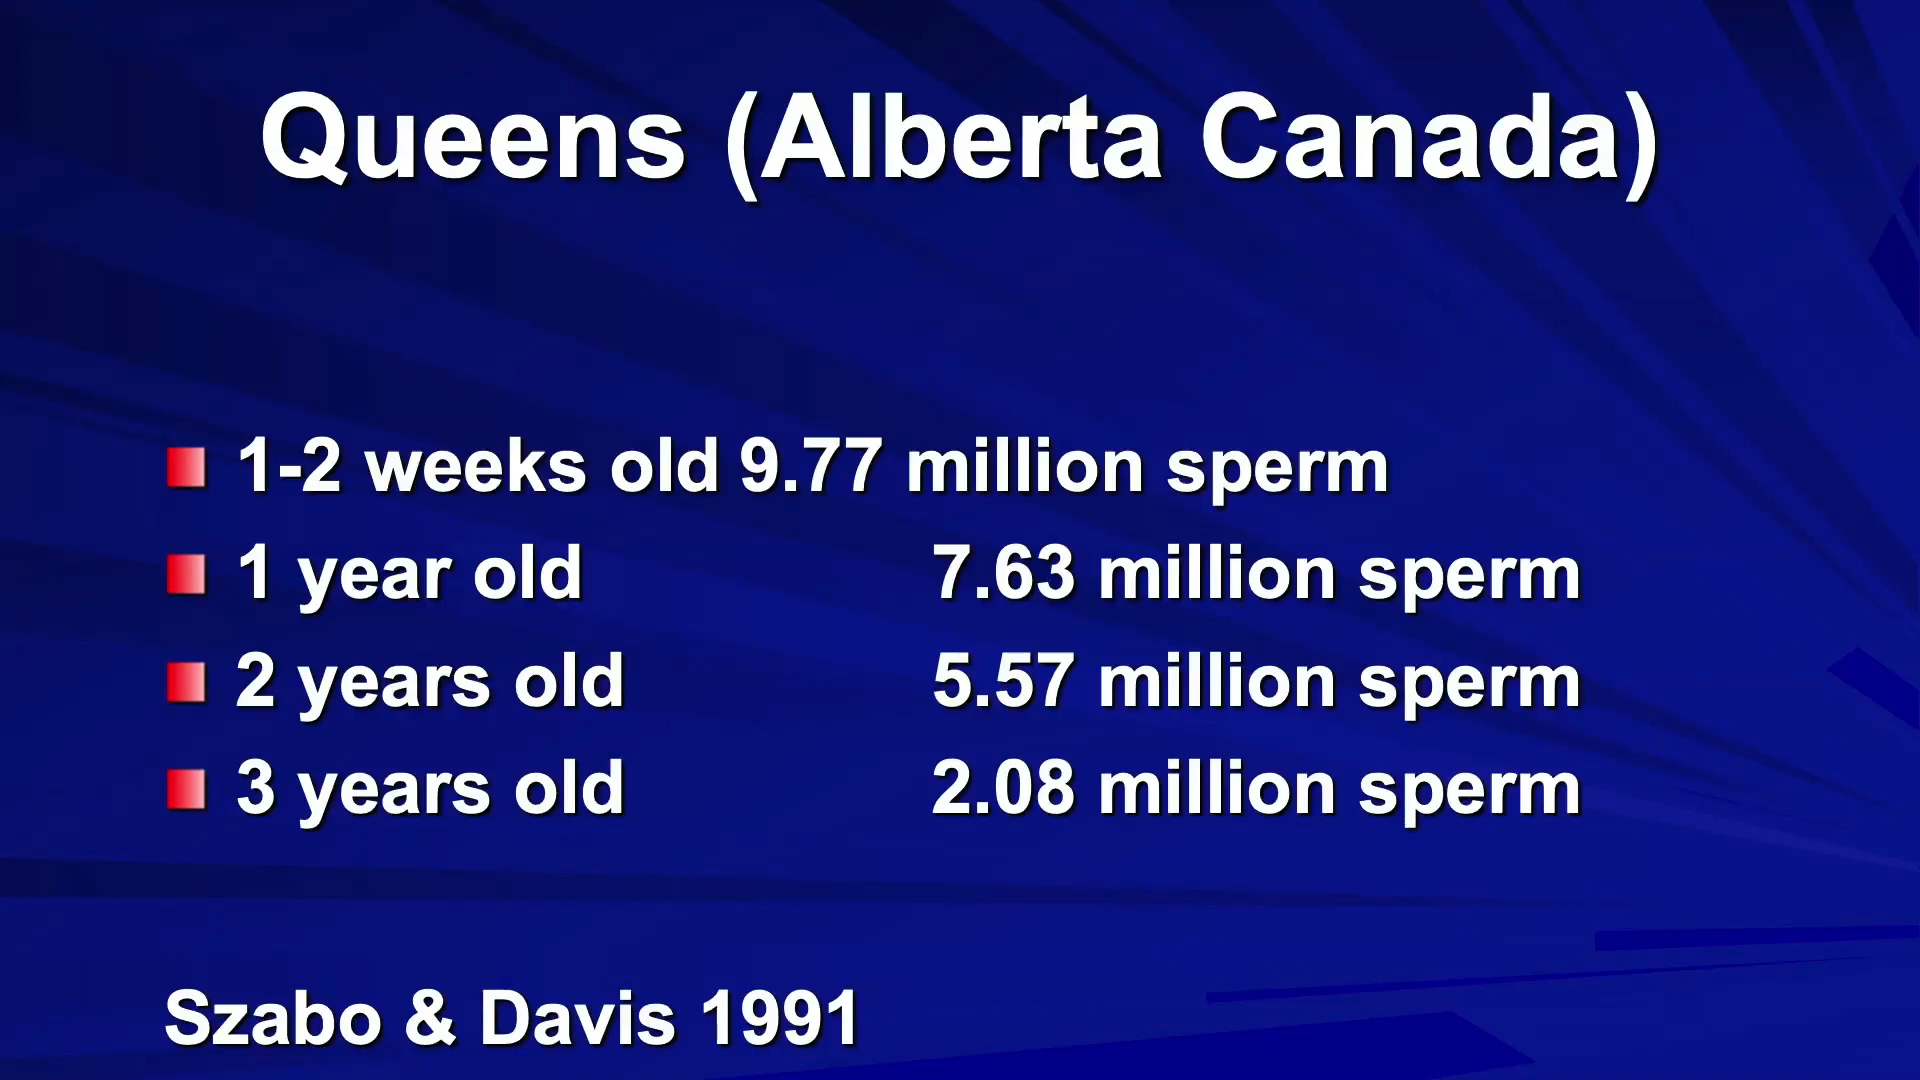 Queens (Alberta Canada)
1-2 weeks old 9.77 million sperm
1 year old 7.63 million sperm
2 years old 5.57 million sperm
3 years old 2.08 million sperm
Szabo & Davis 1991